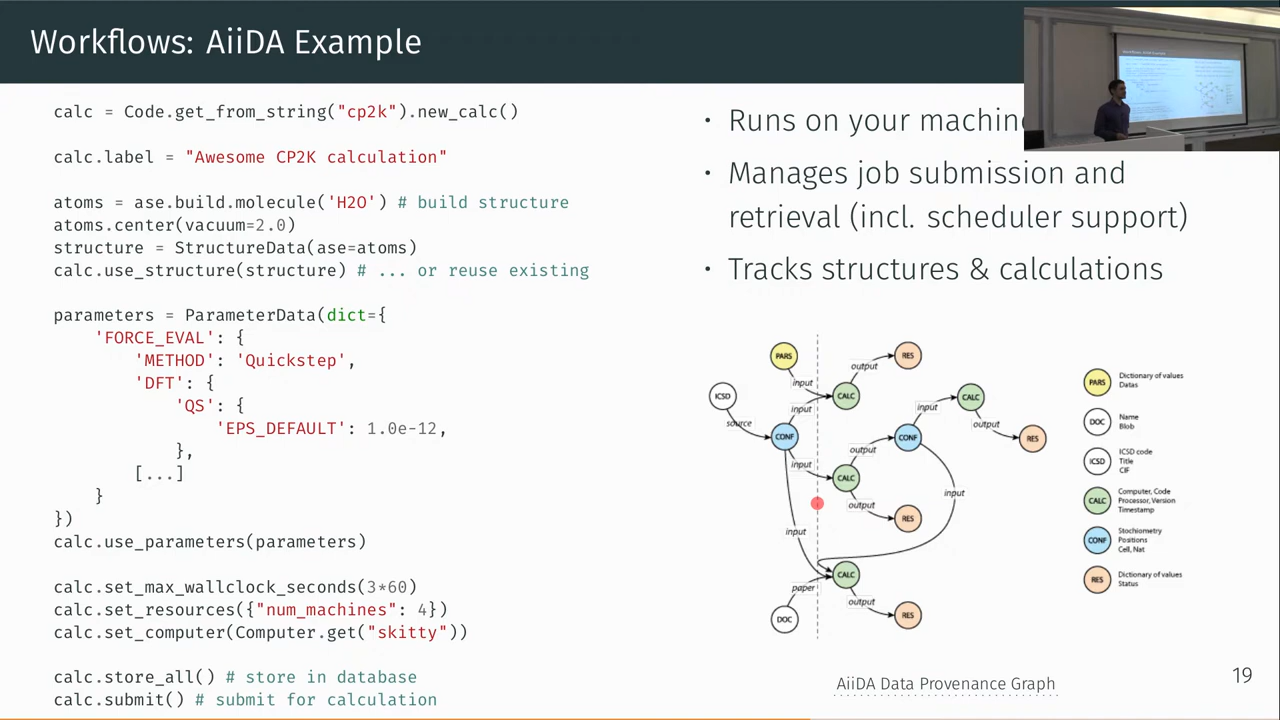 Workflows: AiiDA Example
calc = Code.get_from_string("cp2k").new_calc()
calc.label = "Awesome CP2K calculation"
atoms = ase.build.molecule('H2O') # build structure
atoms.center(vacuum=2.0)
structure = StructureData(ase=atoms)
calc.use_structure(structure) # ... or reuse existing
parameters = ParameterData(dict={
'FORCE_EVAL': {
'METHOD': 'Quickstep',
'DFT': {
'QS': {
'EPS_DEFAULT': 1.0e-12,
},
[...]
}
})
calc.use_parameters(parameters)
calc.set_max_wallclock_seconds(3*60)
calc.set_resources({"num_machines": 4})
calc.set_computer(Computer.get("skitty"))
calc.store_all() # store in database
calc.submit() # submit for calculation
• Runs on your
• Manages job submission and
retrieval (incl. scheduler support)
• Tracks structures & calculations
PARS
output
RES
input
ICSD
CALC
input
CALC
input
source
output
CONF
CONF
RES
output
input
CALC
input
output
RES
input
CALC
paper
output
DOC
RES
PARS
Dictionary of values
Datas
DOC
Name
Blob
ICSD
ICSD code
Title
CIF
CALC
Computer, Code
Processor, Version
Timestamp
CONF
Stochiometry
Positions
Cell, Nat
RES
Dictionary of values
Status
AiiDA Data Provenance Graph
19